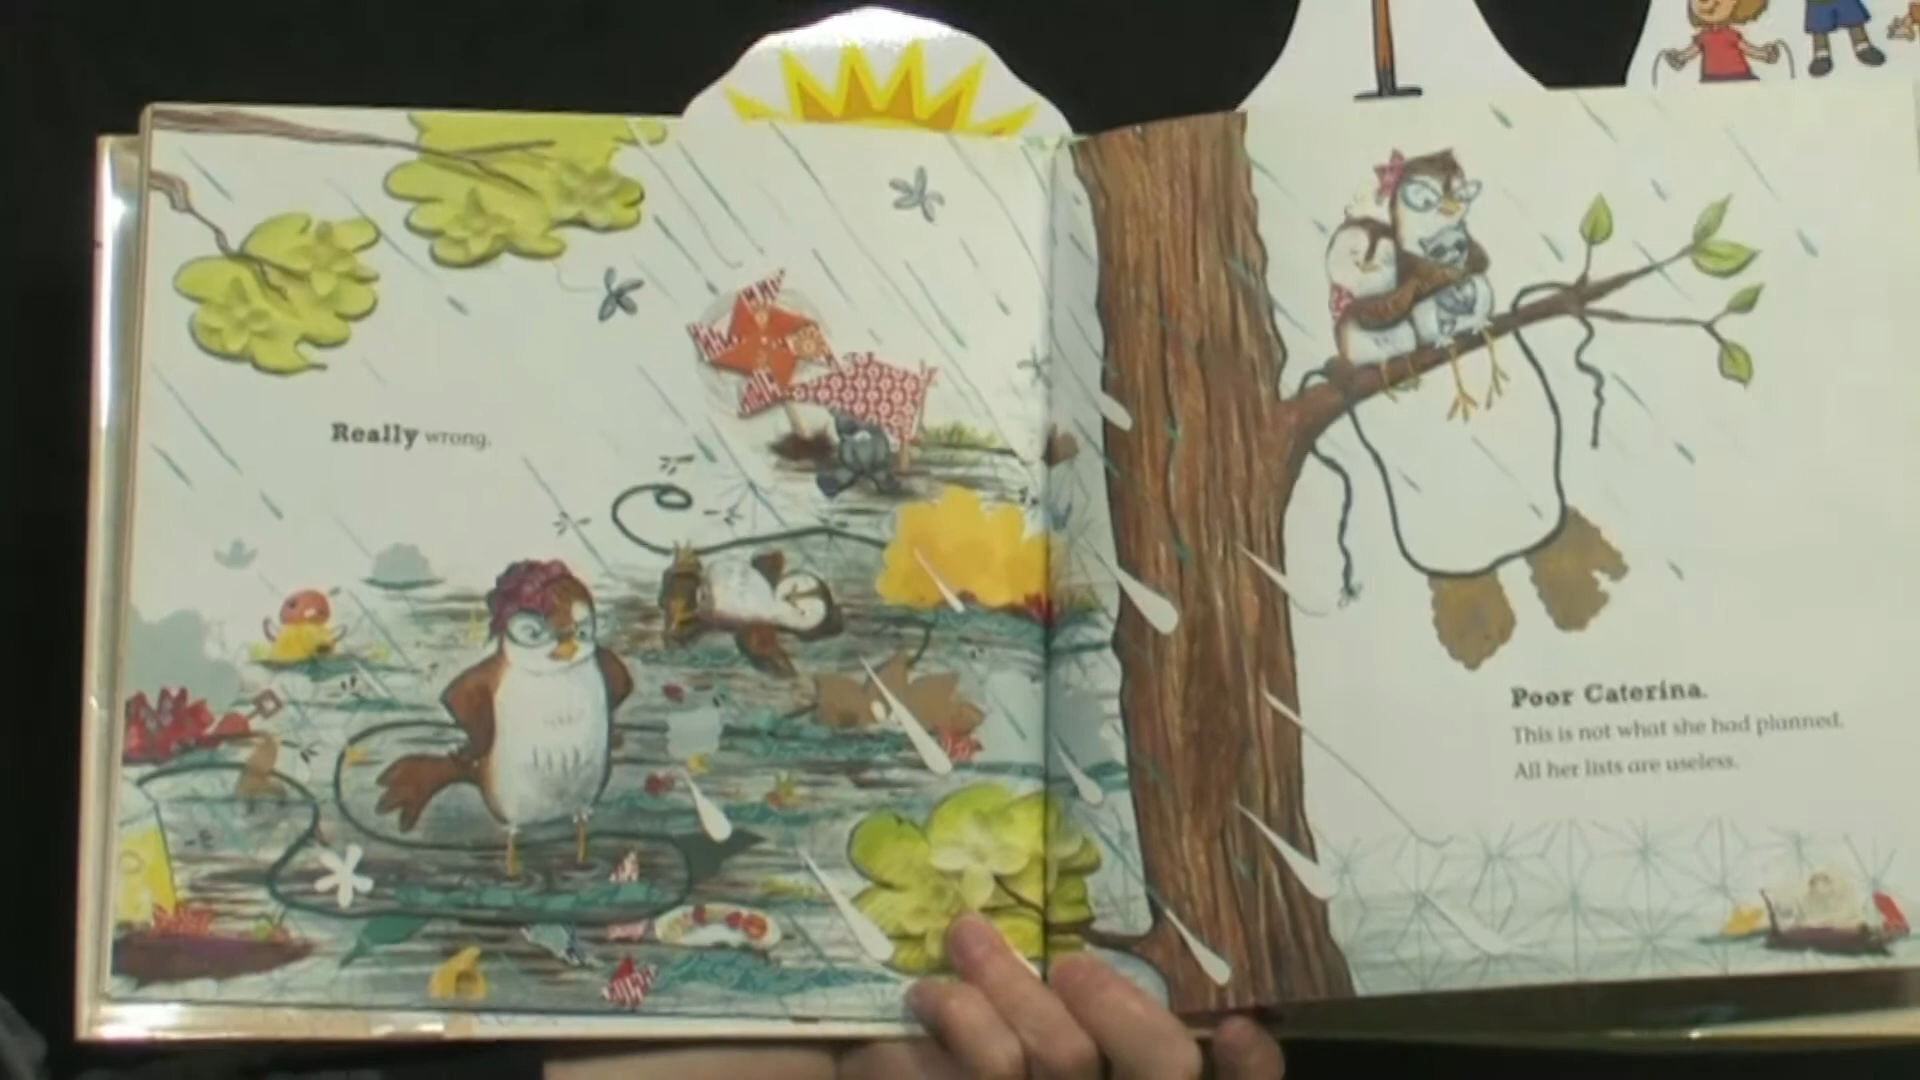 Really wrong.
Poor Caterina.
This is not what she had planned.
All her lists are useless.